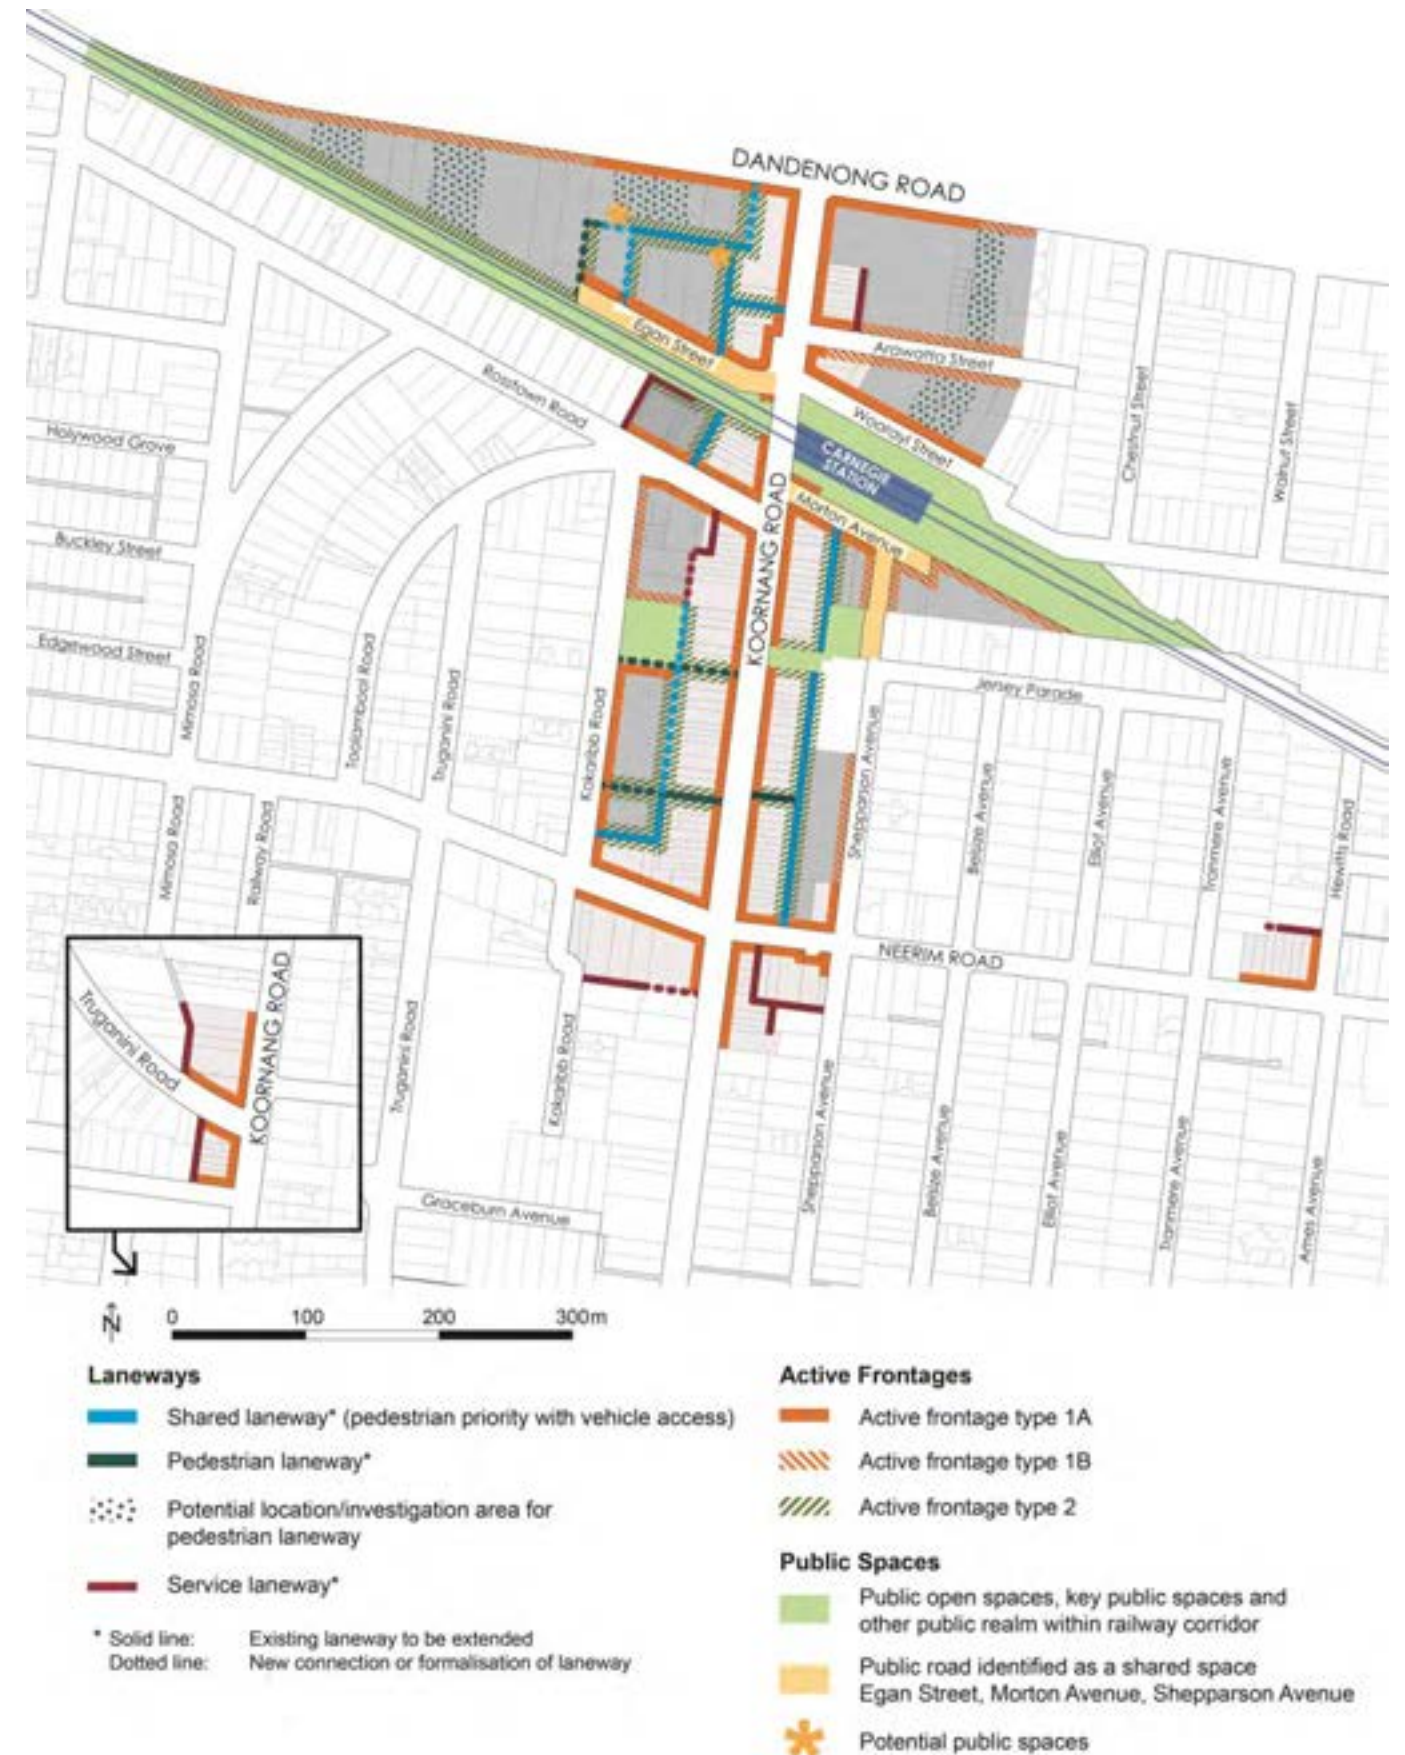 DANDENONG ROAD
Egan Street
Arawatta Street
Rosstown Road
Woorayl Street
Chestnut Street
Walnut Street
Holywood Grove
CARNEGIE
STATION
KOORNANG ROAD
Morton Avenue
Buckley Street
Edgewood Street
Mimosa Road
Toolambool Road
Truganini Road
Kokaribb Road
Jersey Parade
Shepparson Avenue
Belsize Avenue
Elliot Avenue
Tranmere Avenue
Hewitts Road
Mimosa Road
Railway Road
NEERIM ROAD
KOORNANG ROAD
Truganini Road
Truganini Road
Kokaribb Road
Shepparson Avenue
Belsize Avenue
Elliot Avenue
Tranmere Avenue
Ames Avenue
Graceburn Avenue
N
0 100 200 300m
Laneways
Shared laneway* (pedestrian priority with vehicle access)
Pedestrian laneway*
Potential location/investigation area for
pedestrian laneway
Service laneway*
* Solid line: Existing laneway to be extended
Dotted line: New connection or formalisation of laneway
Active Frontages
Active frontage type 1A
Active frontage type 1B
Active frontage type 2
Public Spaces
Public open spaces, key public spaces and
other public realm within railway corridor
Public road identified as a shared space
Egan Street, Morton Avenue, Shepparson Avenue
Potential public spaces